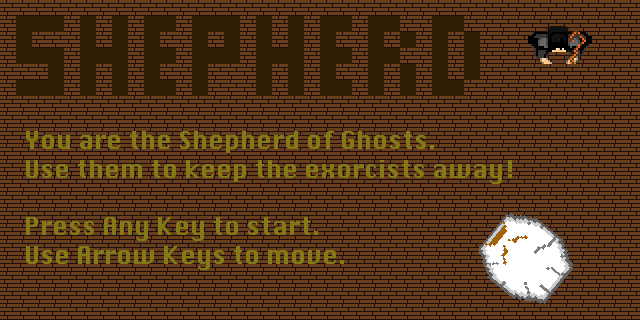 SHEPHERD
You are the Shepherd of Ghosts.
Use them to keep the exorcists away!
Press Any Key to start.
Use Arrow Keys to move.